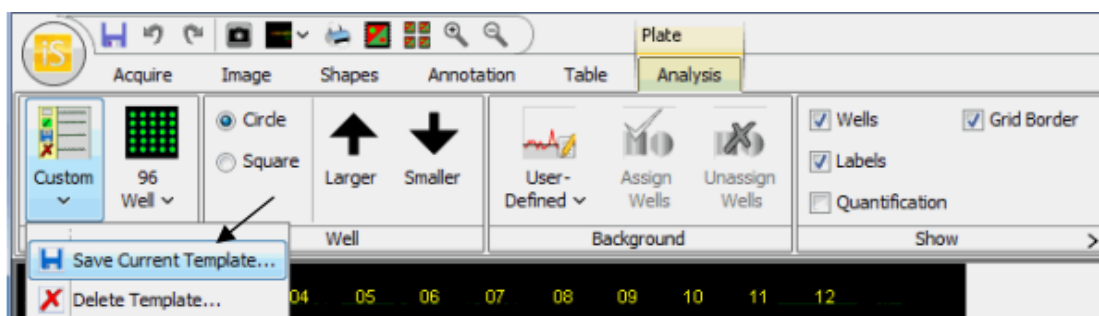 iS
Plate
Acquire Image Shapes Annotation Table Analysis
Custom
96
Well
Circle
Square
Larger
Smaller
User-
Defined
Assign
Wells
Unassign
Wells
Wells
Grid Border
Labels
Quantification
Well
Background
Show
Save Current Template...
Delete Template...
04 05 06 07 08 09 10 11 12